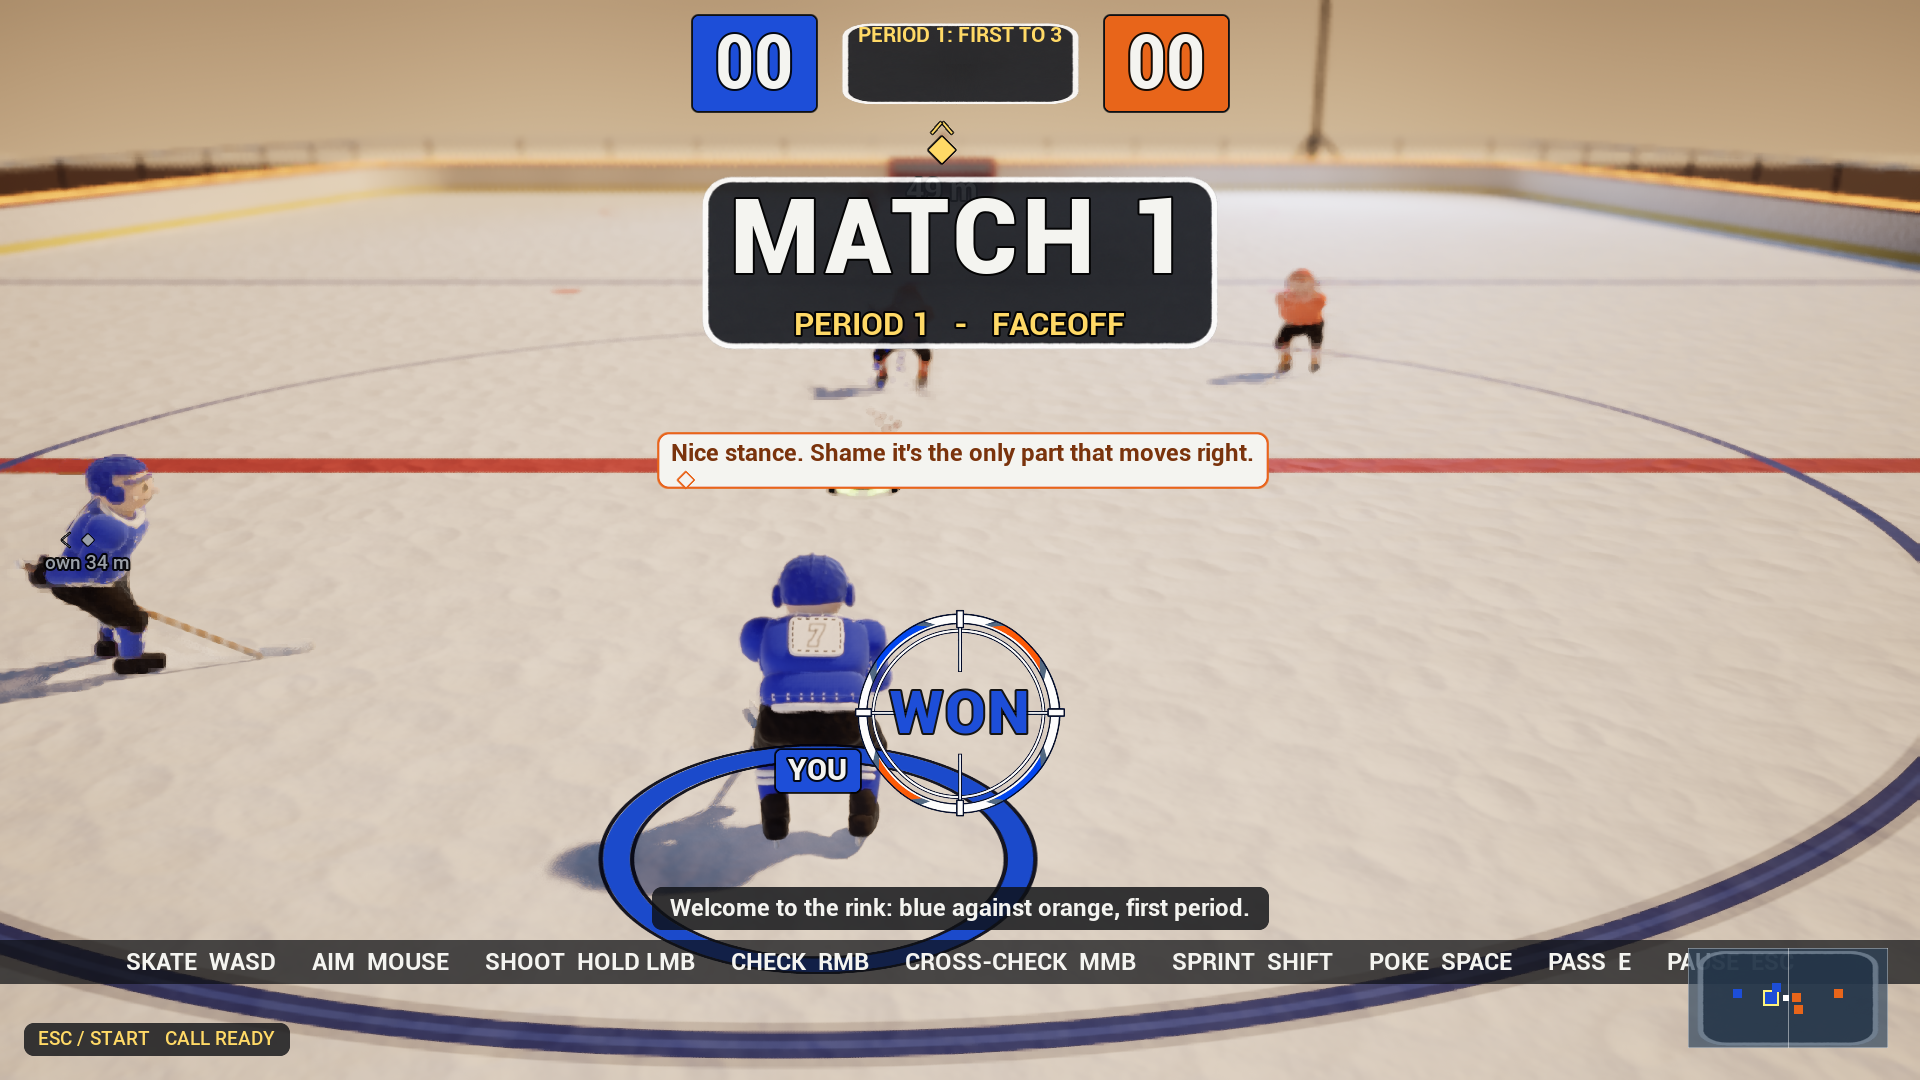 00
PERIOD 1: FIRST TO 3
00
49 m
MATCH 1
PERIOD 1 - FACEOFF
Nice stance. Shame it's the only part that moves right.
own 34 m
7
WON
YOU
Welcome to the rink: blue against orange, first period.
SKATE WASD AIM MOUSE SHOOT HOLD LMB CHECK RMB CROSS-CHECK MMB SPRINT SHIFT POKE SPACE PASS E PAUSE ESC
ESC / START CALL READY